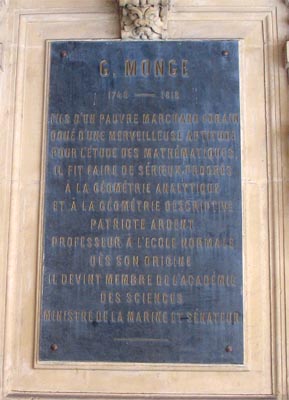 G. MONGE
1746 — 1818
FILS D'UN PAUVRE MARCHAND FORAIN
DOUÉ D'UNE MERVEILLEUSE APTITUDE
POUR L'ÉTUDE DES MATHÉMATIQUES,
IL FIT FAIRE DE SÉRIEUX PROGRÈS
À LA GÉOMÉTRIE ANALYTIQUE
ET À LA GÉOMÉTRIE DESCRIPTIVE
PATRIOTE ARDENT
PROFESSEUR À L'ECOLE NORMALE
DÈS SON ORIGINE
IL DEVINT MEMBRE DE L'ACADÉMIE
DES SCIENCES
MINISTRE DE LA MARINE ET SÉNATEUR